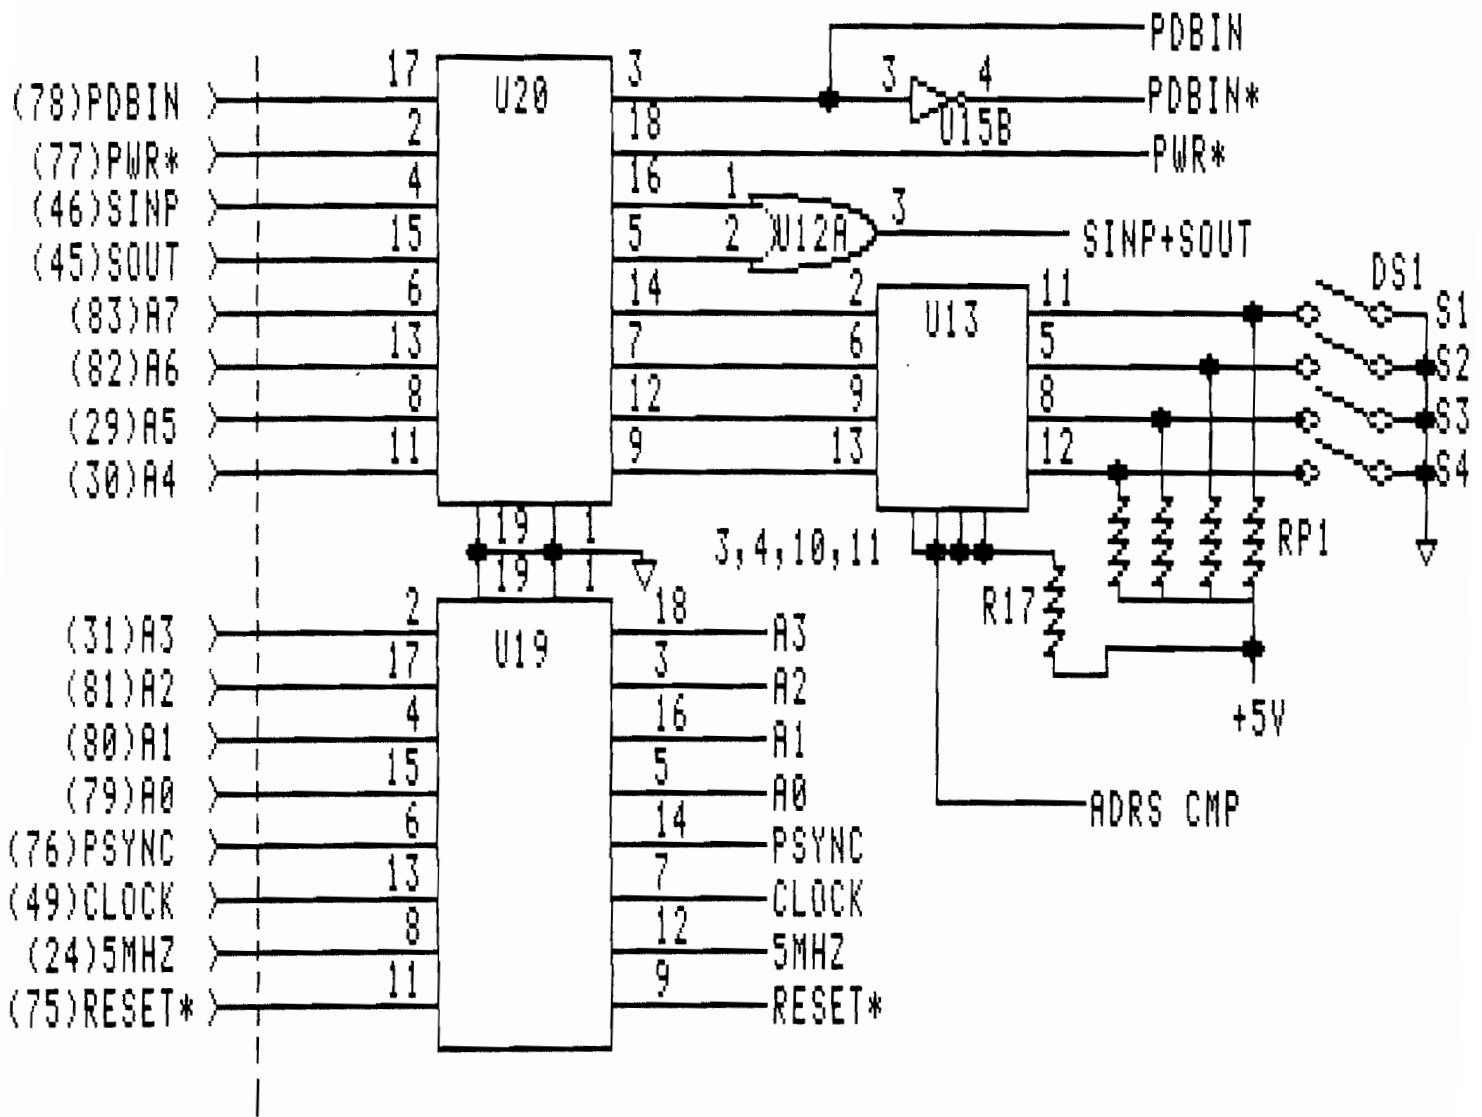 PDBIN
17
3
3
4
(78)PDBIN
U20
PDBIN*
2
18
U15B
(77)PWR*
PWR*
4
16
1
3
(46)SINP
U12A
SINP+SOUT
15
5
2
(45)SOUT
DS1
6
14
2
11
(83)A7
U13
S1
13
7
6
5
(82)A6
S2
8
12
9
8
(29)A5
S3
11
9
13
12
(30)A4
S4
19
1
3,4,10,11
RP1
19
1
2
18
R17
(31)A3
U19
A3
17
3
(81)A2
A2
+5V
4
16
(80)A1
A1
15
5
(79)A0
A0
ADRS CMP
6
14
(76)PSYNC
PSYNC
13
7
(49)CLOCK
CLOCK
8
12
(24)5MHZ
5MHZ
11
9
(75)RESET*
RESET*